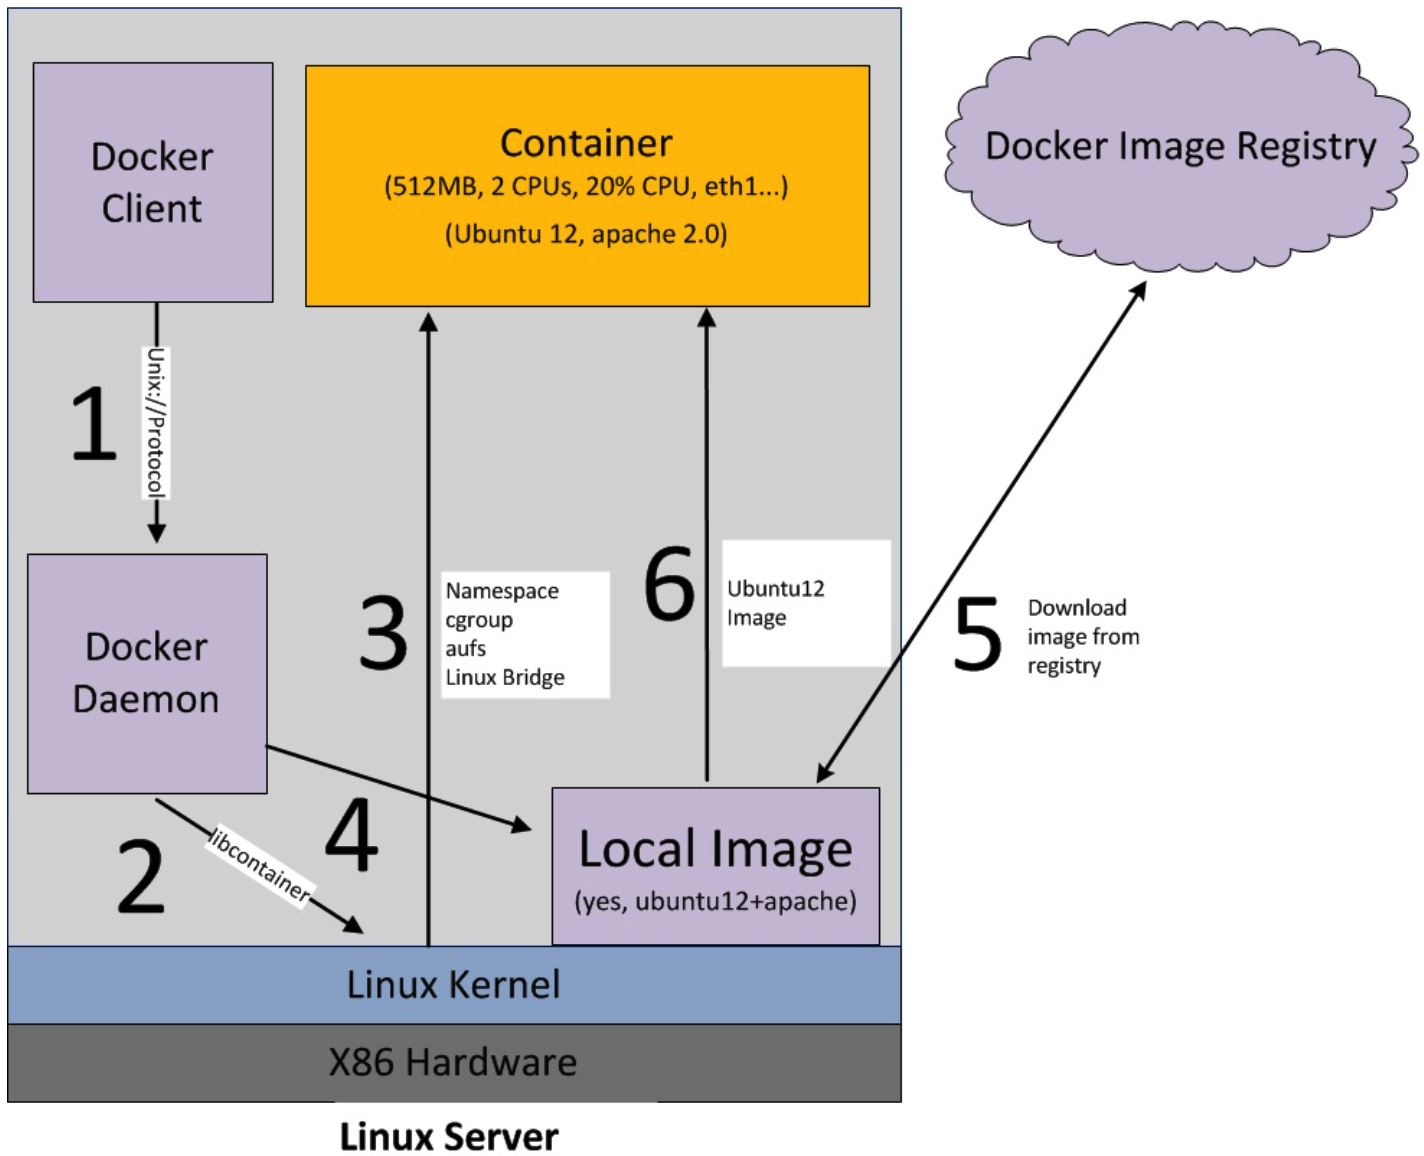 Docker
Client
Container
(512MB, 2 CPUs, 20% CPU, eth1...)
(Ubuntu 12, apache 2.0)
Docker Image Registry
1
Unix://Protocol
Docker
Daemon
3
Namespace
cgroup
aufs
Linux Bridge
6
Ubuntu12
Image
5
Download
image from
registry
2
libcontainer
4
Local Image
(yes, ubuntu12+apache)
Linux Kernel
X86 Hardware
Linux Server